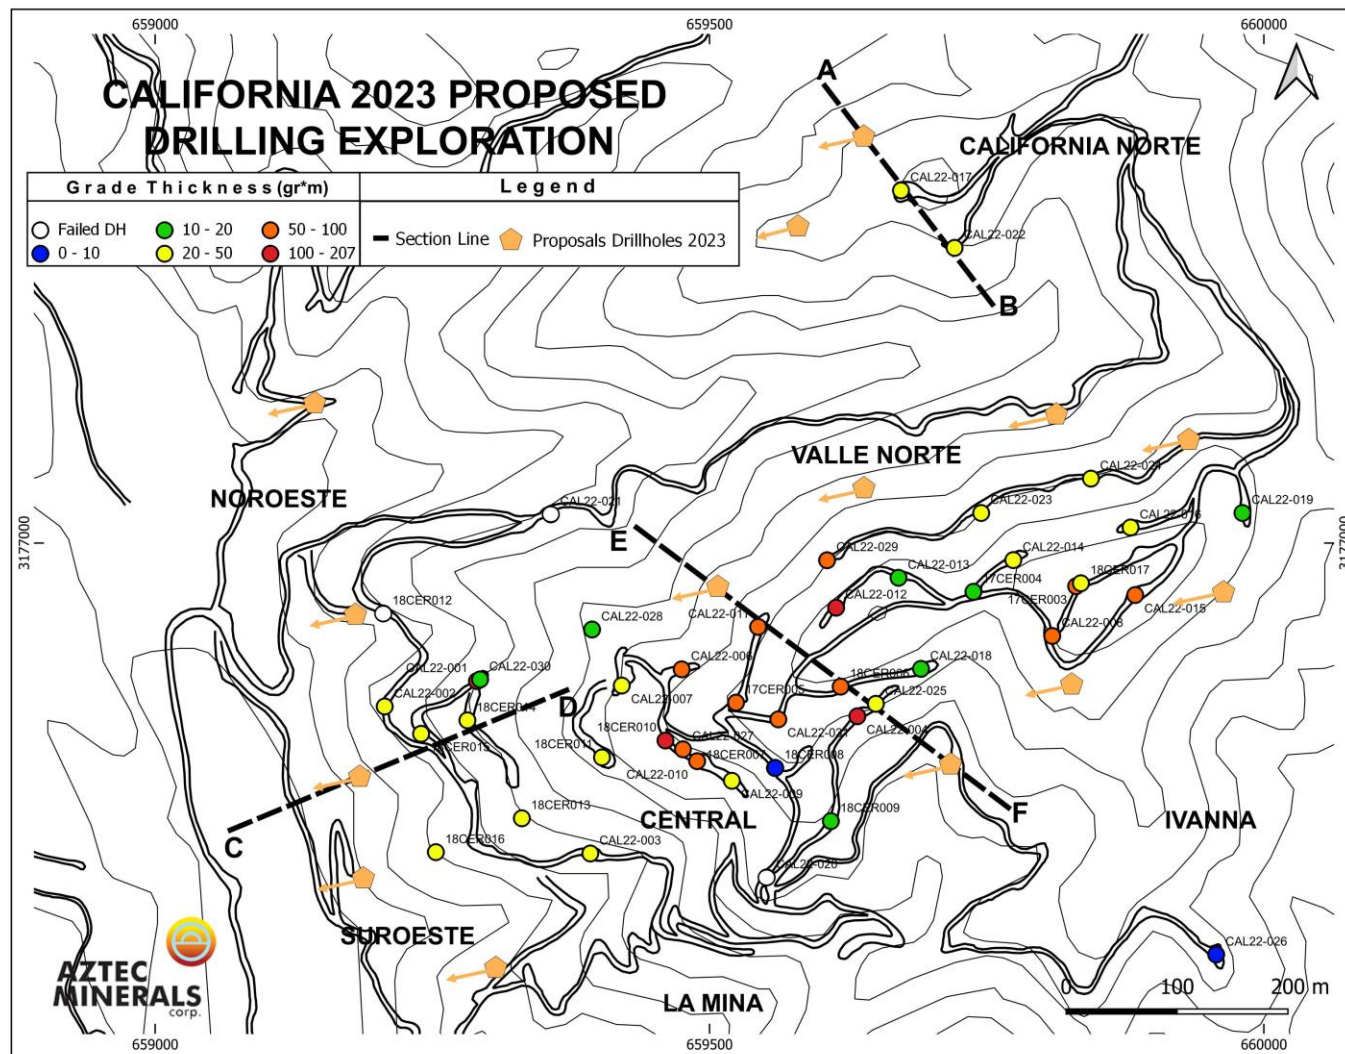 659000
659500
660000
CALIFORNIA 2023 PROPOSED
DRILLING EXPLORATION
Grade Thickness (gr*m)
Legend
Failed DH
10 - 20
50 - 100
0 - 10
20 - 50
100 - 207
Section Line
Proposals Drillholes 2023
A
CALIFORNIA NORTE
CAL22-017
CAL22-022
B
VALLE NORTE
NOROESTE
CAL22-024
CAL22-021
CAL22-023
CAL22-016
CAL22-019
3177000
3177000
E
CAL22-029
CAL22-014
CAL22-013
17CER004
18CER017
17CER003
CAL22-015
CAL22-012
18CER012
CAL22-011
CAL22-028
CAL22-008
CAL22-001
CAL22-030
CAL22-006
18CER006
CAL22-018
CAL22-002
CAL22-007
17CER005
CAL22-025
D
18CER014
18CER010
CAL22-031
CAL22-004
18CER015
18CER011
CAL22-027
18CER007
18CER008
CAL22-010
CAL22-009
18CER013
CENTRAL
18CER009
F
IVANNA
C
18CER016
CAL22-003
CAL22-020
SUROESTE
CAL22-026
AZTEC
MINERALS
corp.
LA MINA
0 100 200 m
659000
659500
660000